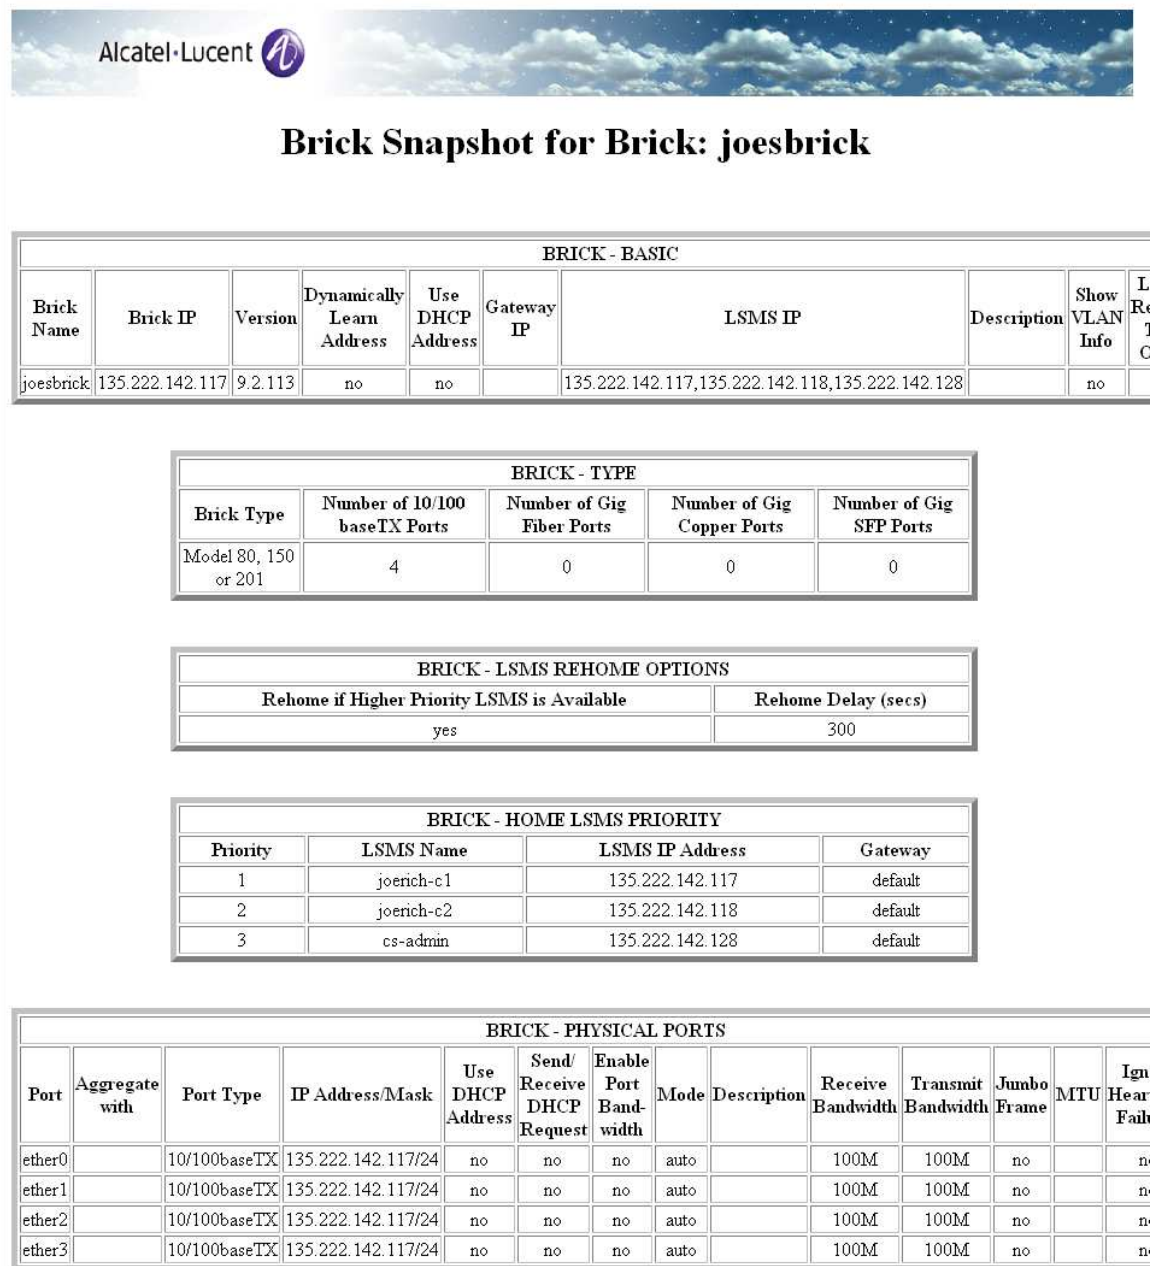 Alcatel·Lucent
Brick Snapshot for Brick: joesbrick
BRICK - BASIC
Brick Name Brick IP Version Dynamically Learn Address Use DHCP Address Gateway IP LSMS IP Description Show VLAN Info
joesbrick 135.222.142.117 9.2.113 no no 135.222.142.117,135.222.142.118,135.222.142.128 no
BRICK - TYPE
Brick Type Number of 10/100 baseTX Ports Number of Gig Fiber Ports Number of Gig Copper Ports Number of Gig SFP Ports
Model 80, 150 or 201 4 0 0 0
BRICK - LSMS REHOME OPTIONS
Rehome if Higher Priority LSMS is Available Rehome Delay (secs)
yes 300
BRICK - HOME LSMS PRIORITY
Priority LSMS Name LSMS IP Address Gateway
1 joerich-c1 135.222.142.117 default
2 joerich-c2 135.222.142.118 default
3 cs-admin 135.222.142.128 default
BRICK - PHYSICAL PORTS
Port Aggregate with Port Type IP Address/Mask Use DHCP Address Send/ Receive DHCP Request Enable Port Band- width Mode Description Receive Bandwidth Transmit Bandwidth Jumbo Frame MTU
ether0 10/100baseTX 135.222.142.117/24 no no no auto 100M 100M no
ether1 10/100baseTX 135.222.142.117/24 no no no auto 100M 100M no
ether2 10/100baseTX 135.222.142.117/24 no no no auto 100M 100M no
ether3 10/100baseTX 135.222.142.117/24 no no no auto 100M 100M no